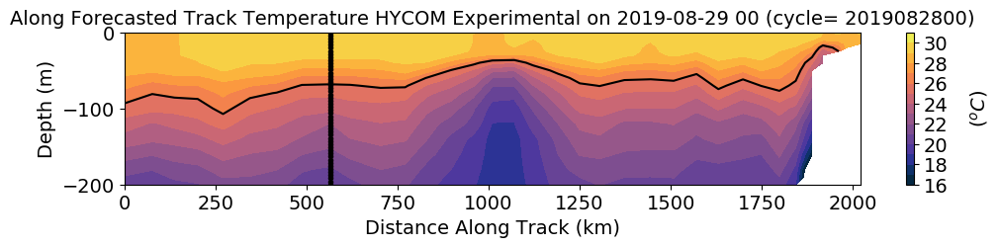 Along Forecasted Track Temperature HYCOM Experimental on 2019-08-29 00 (cycle= 2019082800)
0
−100
−200
Depth (m)
0 250 500 750 1000 1250 1500 1750 2000
Distance Along Track (km)
30
28
26
24
22
20
18
16
(°C)